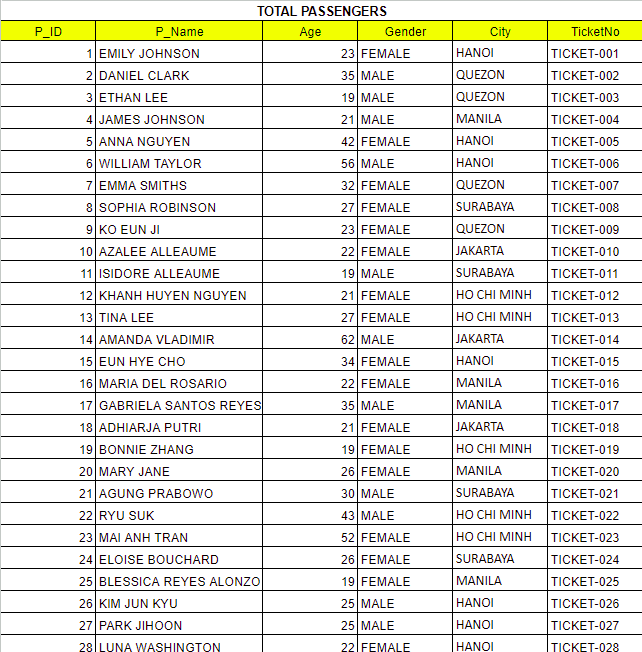 TOTAL PASSENGERS
P_ID P_Name Age Gender City TicketNo
1 EMILY JOHNSON 23 FEMALE HANOI TICKET-001
2 DANIEL CLARK 35 MALE QUEZON TICKET-002
3 ETHAN LEE 19 MALE QUEZON TICKET-003
4 JAMES JOHNSON 21 MALE MANILA TICKET-004
5 ANNA NGUYEN 42 FEMALE HANOI TICKET-005
6 WILLIAM TAYLOR 56 MALE HANOI TICKET-006
7 EMMA SMITHS 32 FEMALE QUEZON TICKET-007
8 SOPHIA ROBINSON 27 FEMALE SURABAYA TICKET-008
9 KO EUN JI 23 FEMALE QUEZON TICKET-009
10 AZALEE ALLEAUME 22 FEMALE JAKARTA TICKET-010
11 ISIDORE ALLEAUME 19 MALE SURABAYA TICKET-011
12 KHANH HUYEN NGUYEN 21 FEMALE HO CHI MINH TICKET-012
13 TINA LEE 27 FEMALE HO CHI MINH TICKET-013
14 AMANDA VLADIMIR 62 MALE JAKARTA TICKET-014
15 EUN HYE CHO 34 FEMALE HANOI TICKET-015
16 MARIA DEL ROSARIO 22 FEMALE MANILA TICKET-016
17 GABRIELA SANTOS REYES 35 MALE MANILA TICKET-017
18 ADHIARJA PUTRI 21 FEMALE JAKARTA TICKET-018
19 BONNIE ZHANG 19 FEMALE HO CHI MINH TICKET-019
20 MARY JANE 26 FEMALE MANILA TICKET-020
21 AGUNG PRABOWO 30 MALE SURABAYA TICKET-021
22 RYU SUK 43 MALE HO CHI MINH TICKET-022
23 MAI ANH TRAN 52 FEMALE HO CHI MINH TICKET-023
24 ELOISE BOUCHARD 26 FEMALE SURABAYA TICKET-024
25 BLESSICA REYES ALONZO 19 FEMALE MANILA TICKET-025
26 KIM JUN KYU 25 MALE HANOI TICKET-026
27 PARK JIHOON 25 MALE HANOI TICKET-027
28 LUNA WASHINGTON 22 FEMALE HANOI TICKET-028